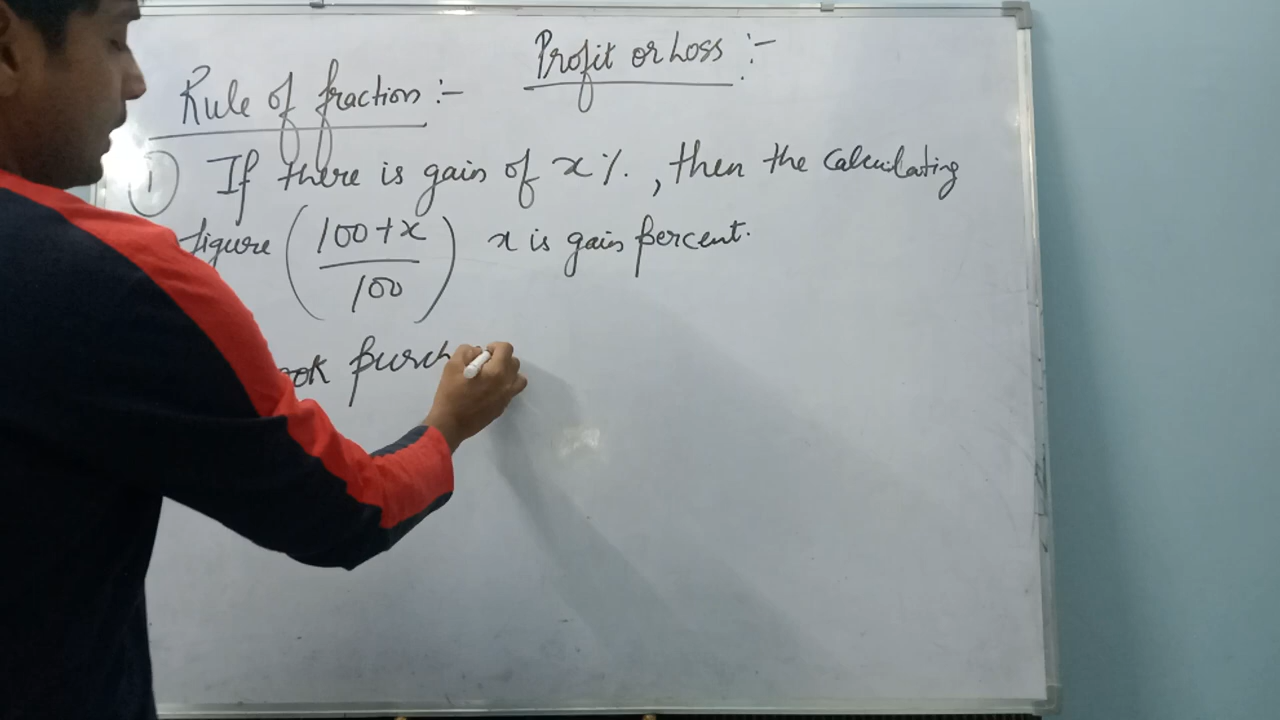 Profit or Loss :-
Rule of fraction :-
① If there is gain of x %. , then the Calculating
figure ( 100+x / 100 ) x is gain percent.
ook purch